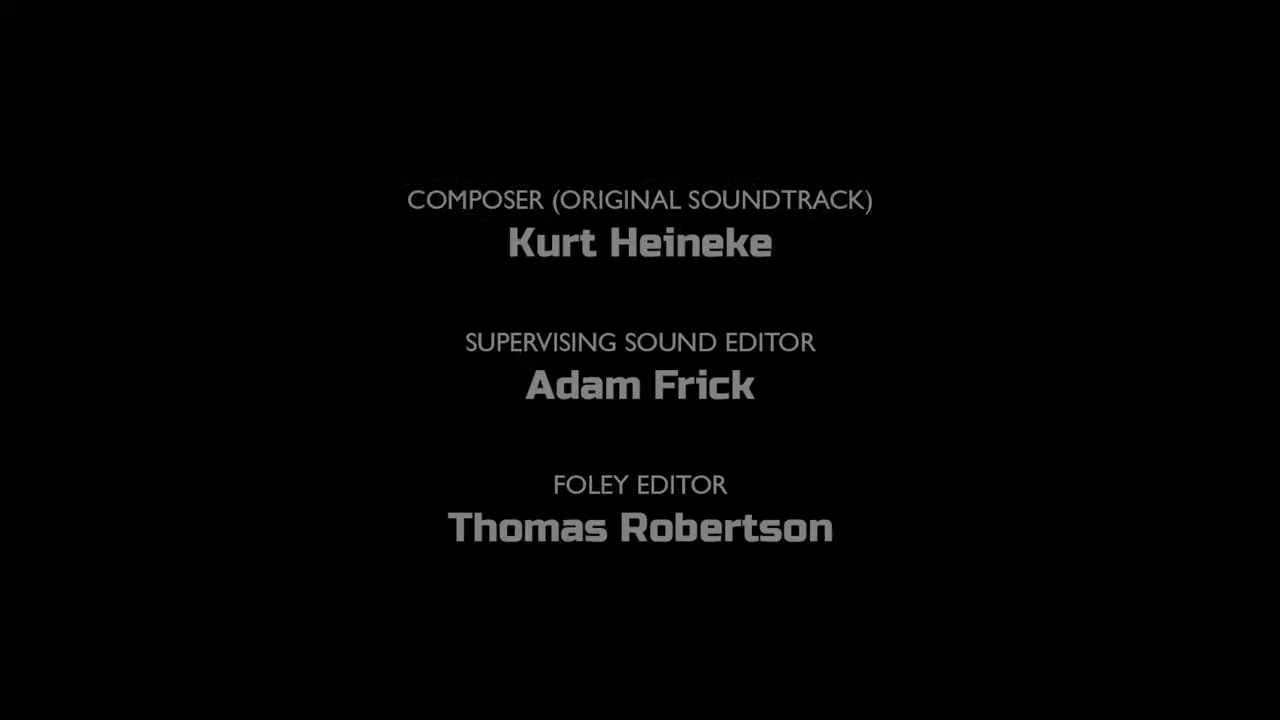 COMPOSER (ORIGINAL SOUNDTRACK)
Kurt Heineke
SUPERVISING SOUND EDITOR
Adam Frick
FOLEY EDITOR
Thomas Robertson